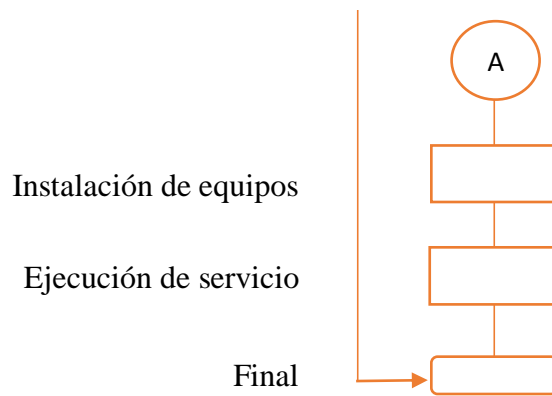 A
Instalación de equipos
Ejecución de servicio
Final